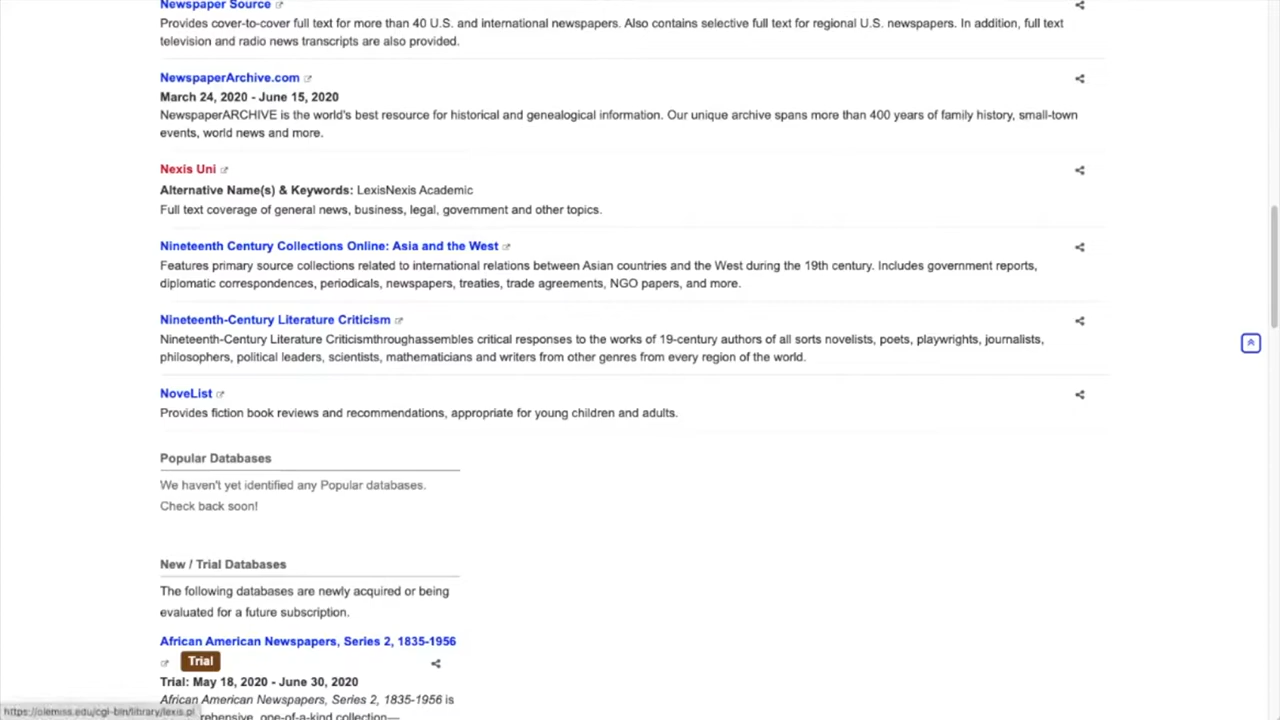 Newspaper Source
Provides cover-to-cover full text for more than 40 U.S. and international newspapers. Also contains selective full text for regional U.S. newspapers. In addition, full text
television and radio news transcripts are also provided.
NewspaperArchive.com
March 24, 2020 - June 15, 2020
NewspaperARCHIVE is the world's best resource for historical and genealogical information. Our unique archive spans more than 400 years of family history, small-town
events, world news and more.
Nexis Uni
Alternative Name(s) & Keywords: LexisNexis Academic
Full text coverage of general news, business, legal, government and other topics.
Nineteenth Century Collections Online: Asia and the West
Features primary source collections related to international relations between Asian countries and the West during the 19th century. Includes government reports,
diplomatic correspondences, periodicals, newspapers, treaties, trade agreements, NGO papers, and more.
Nineteenth-Century Literature Criticism
Nineteenth-Century Literature Criticismthroughassembles critical responses to the works of 19-century authors of all sorts novelists, poets, playwrights, journalists,
philosophers, political leaders, scientists, mathematicians and writers from other genres from every region of the world.
NoveList
Provides fiction book reviews and recommendations, appropriate for young children and adults.
Popular Databases
We haven't yet identified any Popular databases.
Check back soon!
New / Trial Databases
The following databases are newly acquired or being
evaluated for a future subscription.
African American Newspapers, Series 2, 1835-1956
Trial
Trial: May 18, 2020 - June 30, 2020
African American Newspapers, Series 2, 1835-1956 is
https://olemiss.edu/cgi-bin/library/lexis.pl
one-of-a-kind collection—